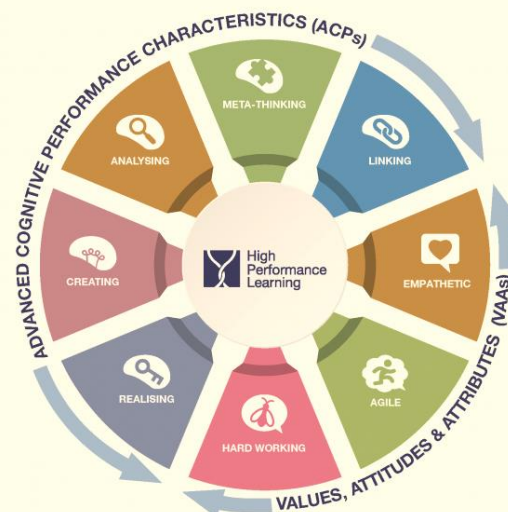 ADVANCED COGNITIVE PERFORMANCE CHARACTERISTICS (ACPs)
META-THINKING
LINKING
EMPATHETIC
AGILE
HARD WORKING
REALISING
CREATING
ANALYSING
High
Performance
Learning
VALUES, ATTITUDES & ATTRIBUTES (VAAs)